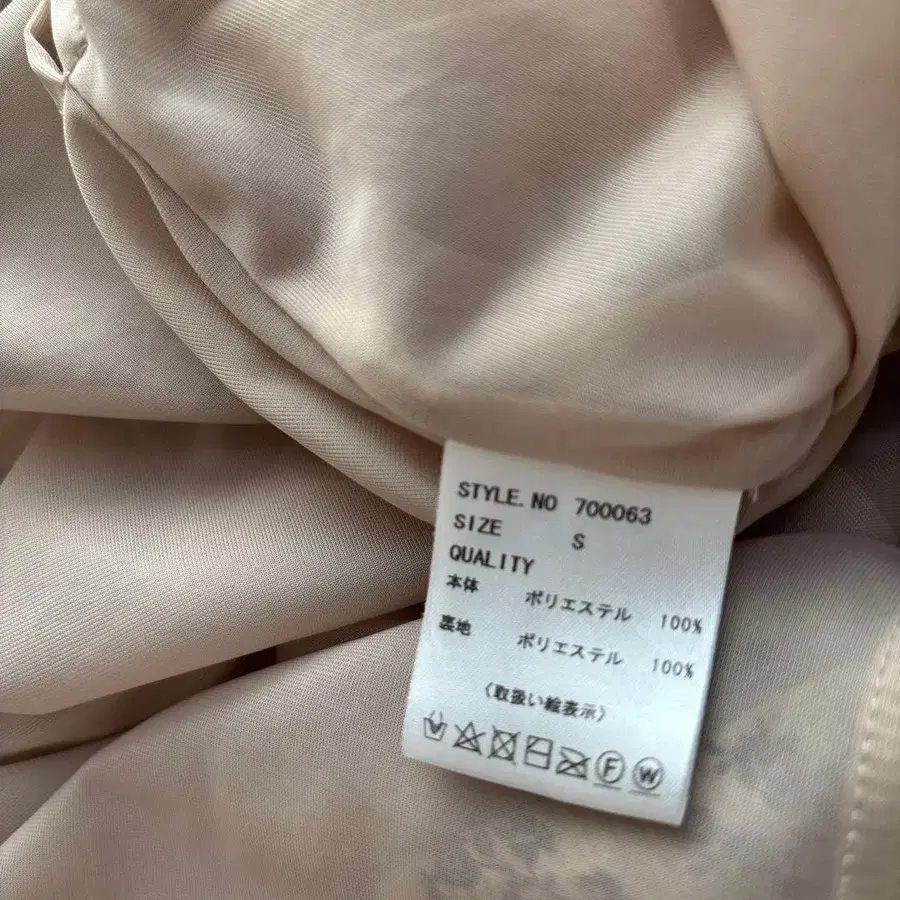 STYLE.NO 700063
SIZE S
QUALITY
本体 ポリエステル 100%
裏地 ポリエステル 100%
〈取扱い絵表示〉
F W